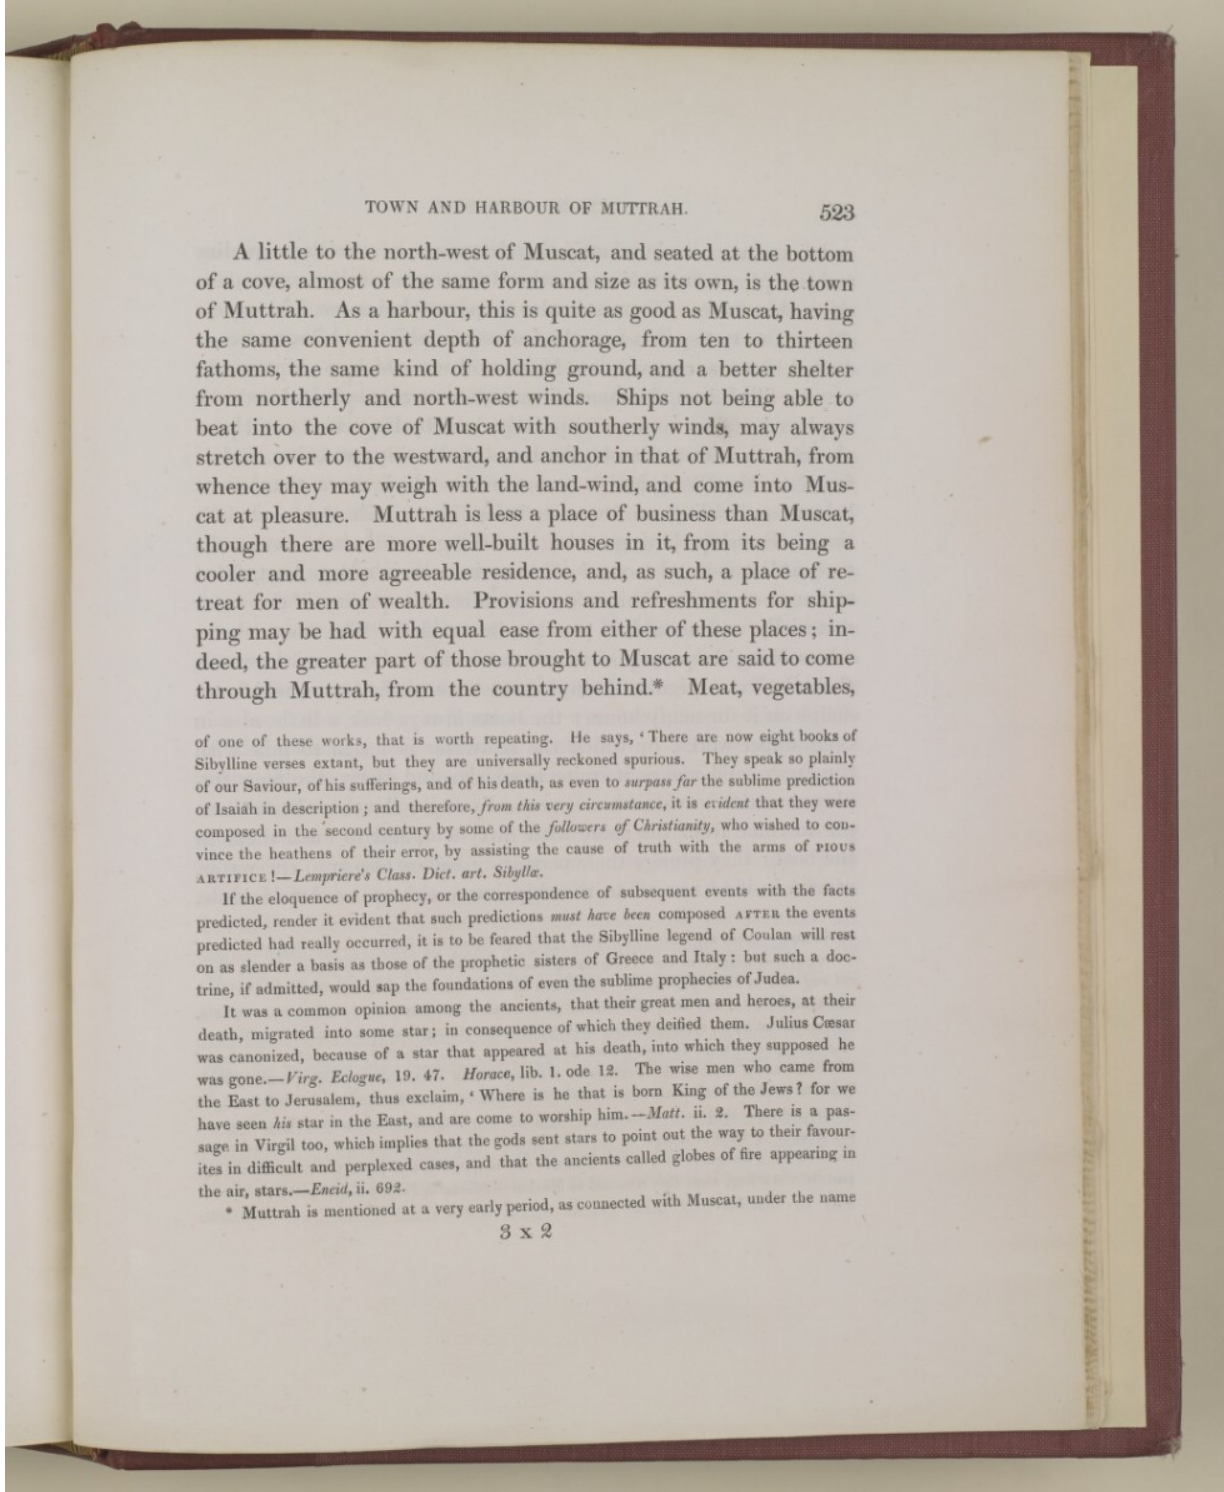 TOWN AND HARBOUR OF MUTTRAH. 523
A little to the north-west of Muscat, and seated at the bottom
of a cove, almost of the same form and size as its own, is the town
of Muttrah. As a harbour, this is quite as good as Muscat, having
the same convenient depth of anchorage, from ten to thirteen
fathoms, the same kind of holding ground, and a better shelter
from northerly and north-west winds. Ships not being able to
beat into the cove of Muscat with southerly winds, may always
stretch over to the westward, and anchor in that of Muttrah, from
whence they may weigh with the land-wind, and come into Mus-
cat at pleasure. Muttrah is less a place of business than Muscat,
though there are more well-built houses in it, from its being a
cooler and more agreeable residence, and, as such, a place of re-
treat for men of wealth. Provisions and refreshments for ship-
ping may be had with equal ease from either of these places; in-
deed, the greater part of those brought to Muscat are said to come
through Muttrah, from the country behind.* Meat, vegetables,
of one of these works, that is worth repeating. He says, ‘There are now eight books of
Sibylline verses extant, but they are universally reckoned spurious. They speak so plainly
of our Saviour, of his sufferings, and of his death, as even to surpass far the sublime prediction
of Isaiah in description; and therefore, from this very circumstance, it is evident that they were
composed in the second century by some of the followers of Christianity, who wished to con-
vince the heathens of their error, by assisting the cause of truth with the arms of PIOUS
ARTIFICE!—Lempriere's Class. Dict. art. Sibyllæ.
If the eloquence of prophecy, or the correspondence of subsequent events with the facts
predicted, render it evident that such predictions must have been composed AFTER the events
predicted had really occurred, it is to be feared that the Sibylline legend of Coulan will rest
on as slender a basis as those of the prophetic sisters of Greece and Italy: but such a doc-
trine, if admitted, would sap the foundations of even the sublime prophecies of Judea.
It was a common opinion among the ancients, that their great men and heroes, at their
death, migrated into some star; in consequence of which they deified them. Julius Cæsar
was canonized, because of a star that appeared at his death, into which they supposed he
was gone.—Virg. Eclogue, 19. 47. Horace, lib. 1. ode 12. The wise men who came from
the East to Jerusalem, thus exclaim, ‘Where is he that is born King of the Jews? for we
have seen his star in the East, and are come to worship him.—Matt. ii. 2. There is a pas-
sage in Virgil too, which implies that the gods sent stars to point out the way to their favour-
ites in difficult and perplexed cases, and that the ancients called globes of fire appearing in
the air, stars.—Eneid, ii. 692.
* Muttrah is mentioned at a very early period, as connected with Muscat, under the name
3 x 2